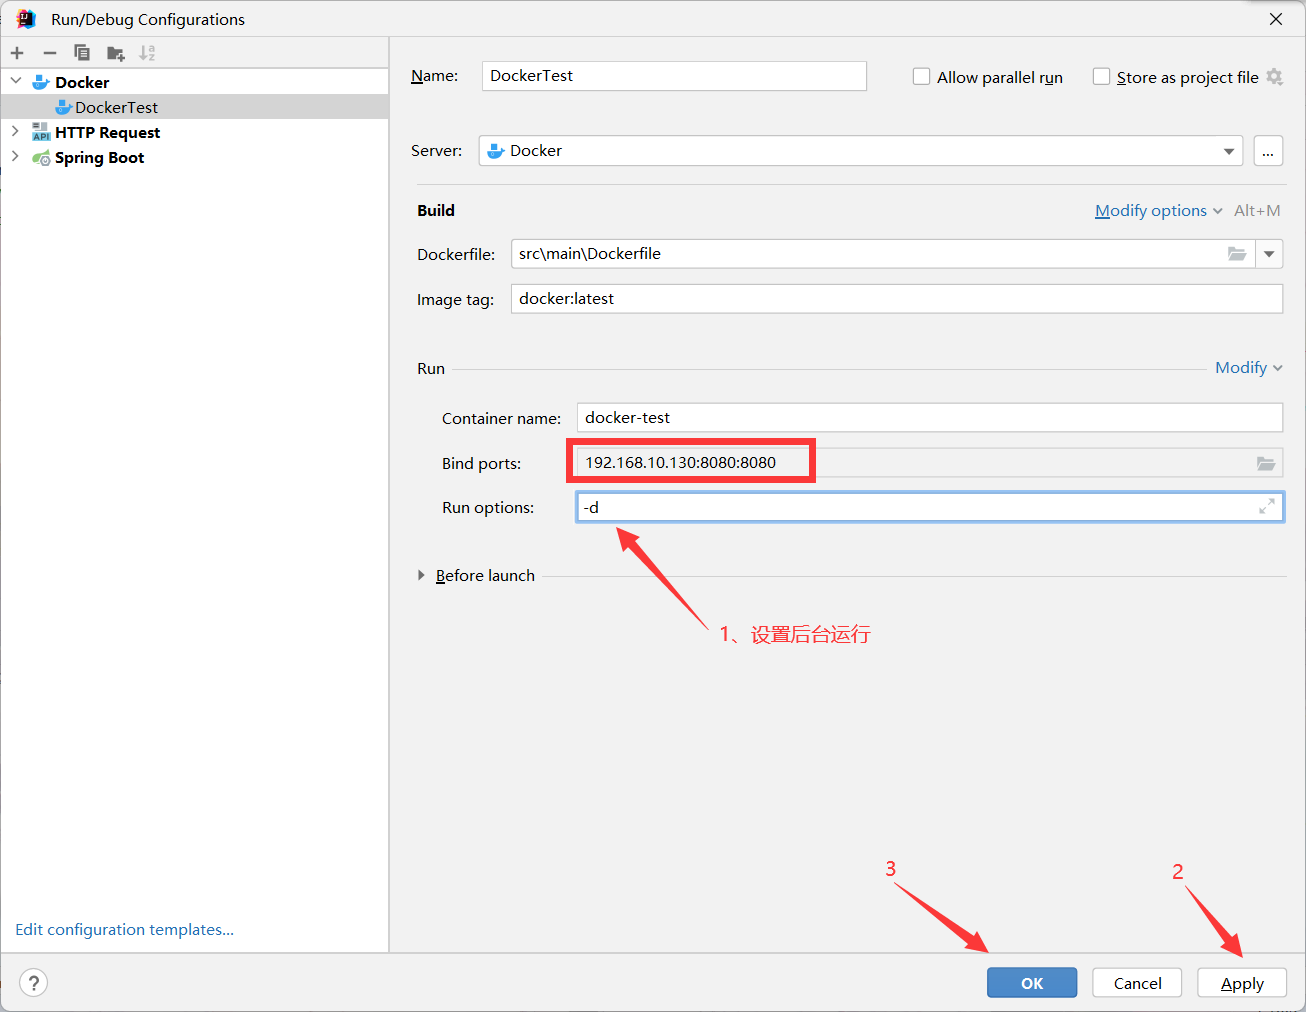 Run/Debug Configurations
Docker
DockerTest
API HTTP Request
Spring Boot
Edit configuration templates...
Name: DockerTest
Allow parallel run
Store as project file
Server: Docker
...
Build
Modify options Alt+M
Dockerfile: src\main\Dockerfile
Image tag: docker:latest
Run
Modify
Container name: docker-test
Bind ports: 192.168.10.130:8080:8080
Run options: -d
Before launch
1、设置后台运行
3
2
?
OK
Cancel
Apply